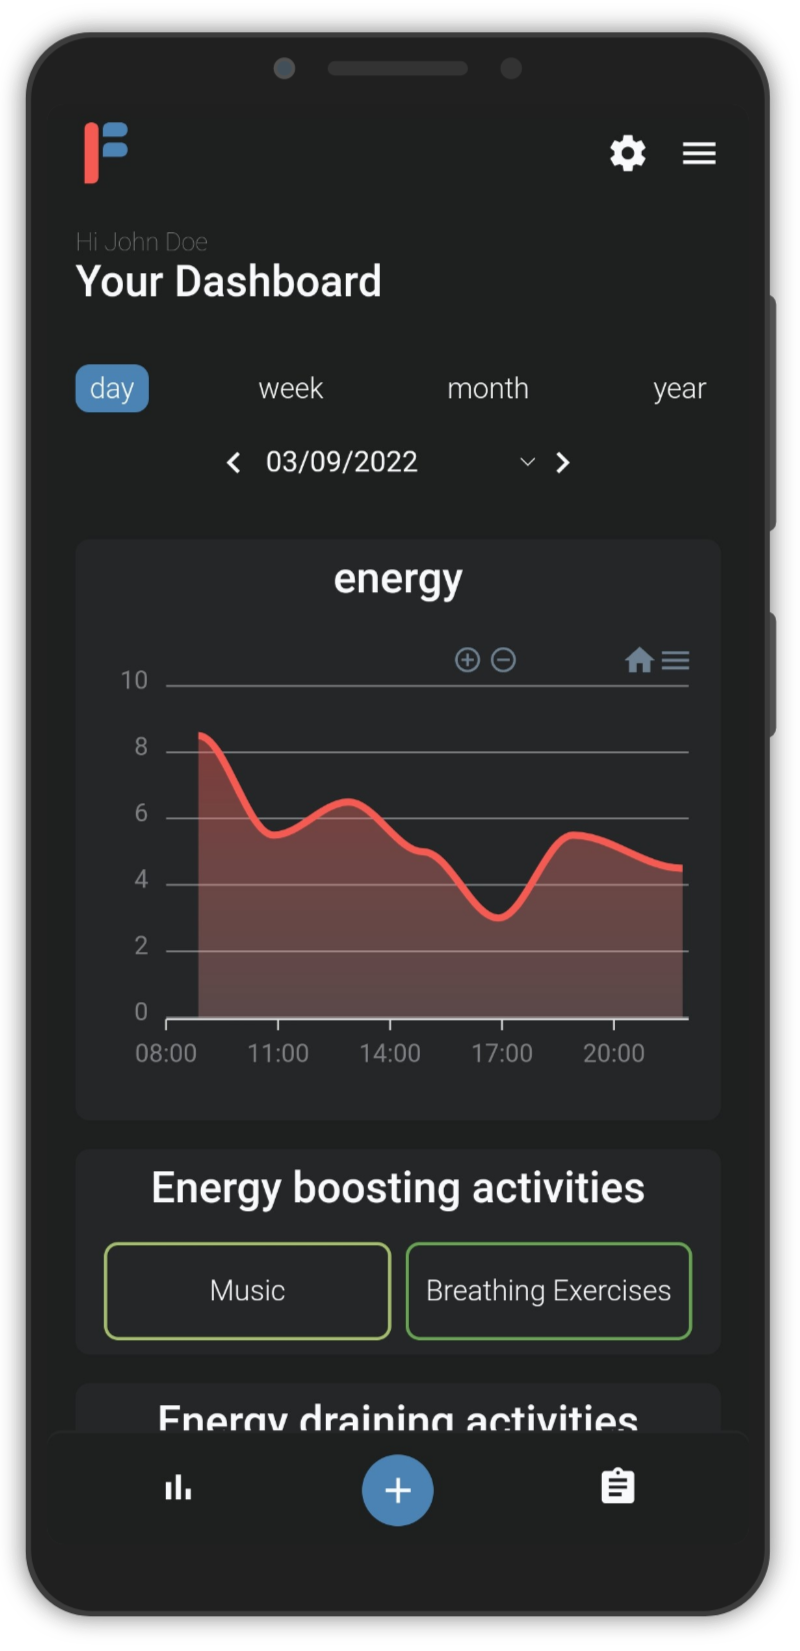 Hi John Doe
Your Dashboard
day week month year
03/09/2022
energy
10
8
6
4
2
0
08:00 11:00 14:00 17:00 20:00
Energy boosting activities
Music Breathing Exercises
Energy draining activities